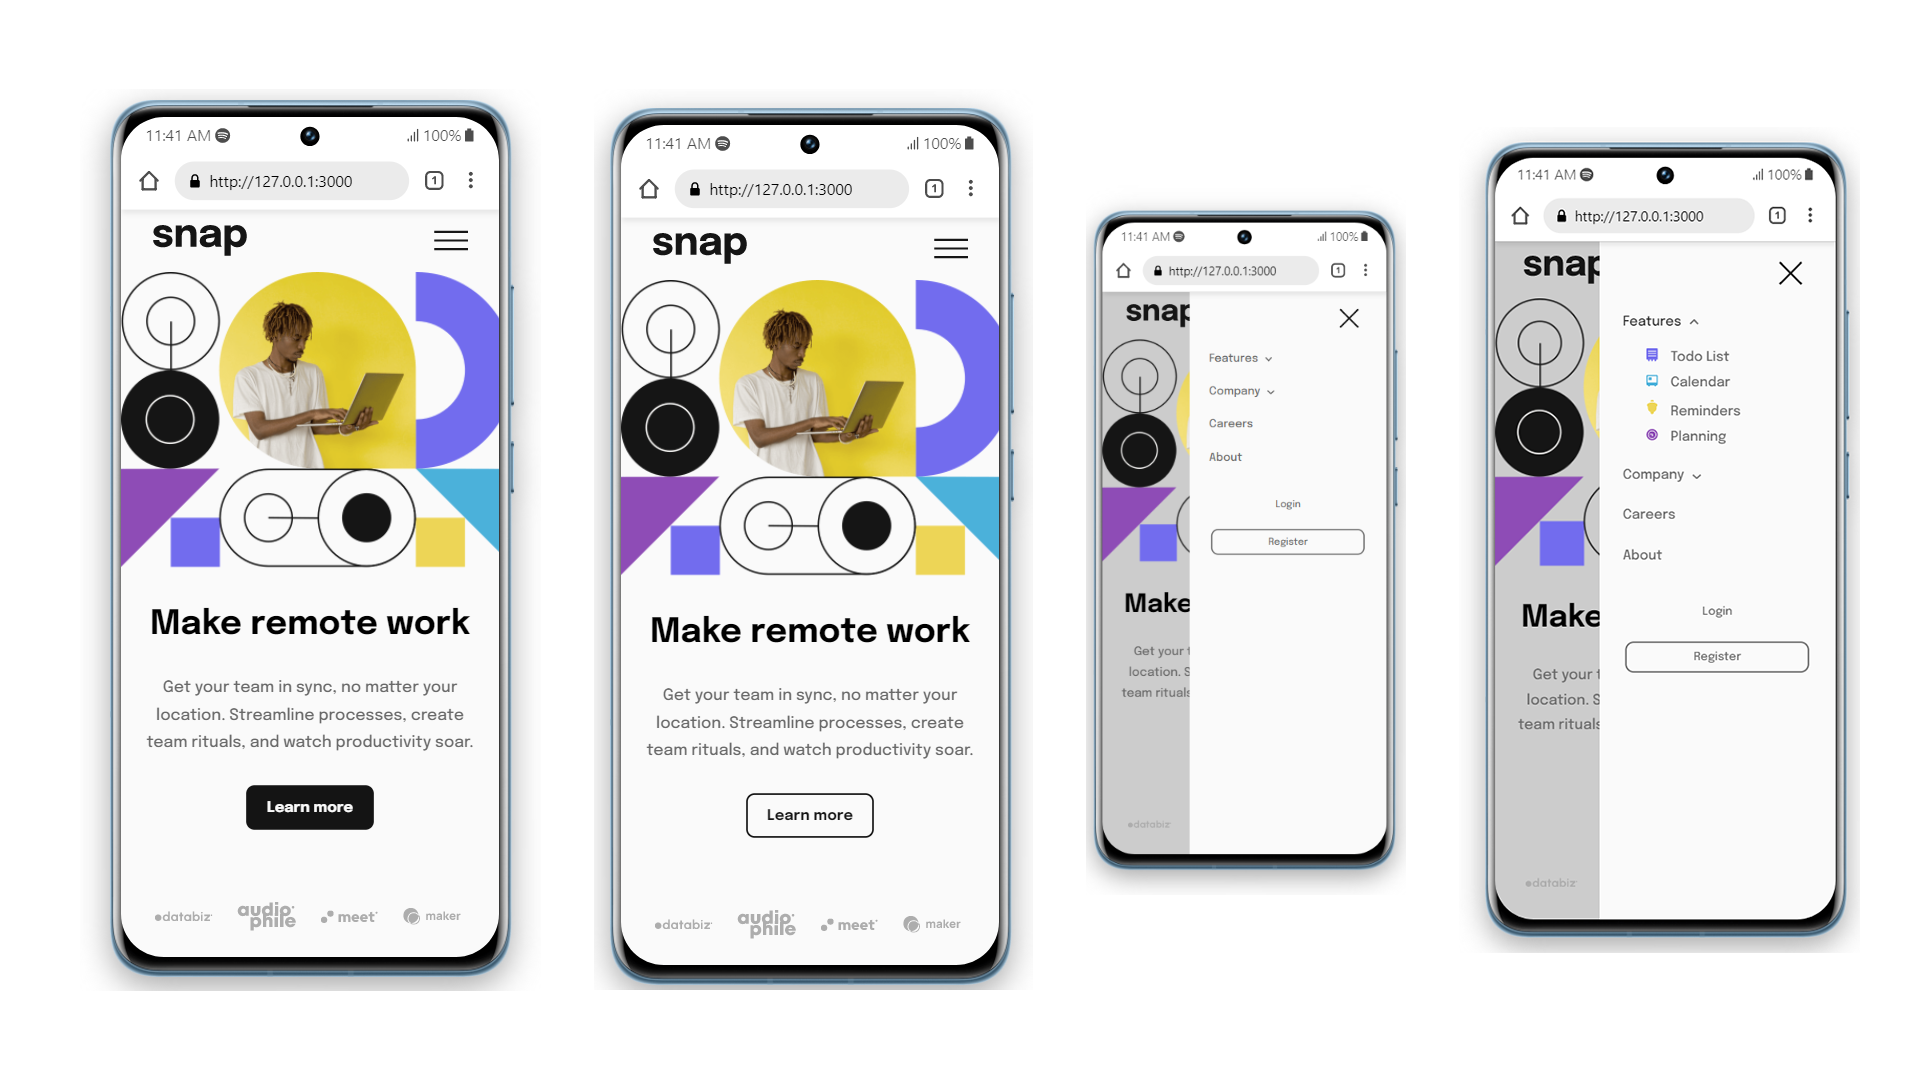 11:41 AM
100%
http://127.0.0.1:3000
1
snap
Make remote work
Get your team in sync, no matter your
location. Streamline processes, create
team rituals, and watch productivity soar.
Learn more
databiz
audio
phile
meet
maker
11:41 AM
100%
http://127.0.0.1:3000
1
snap
Make remote work
Get your team in sync, no matter your
location. Streamline processes, create
team rituals, and watch productivity soar.
Learn more
databiz
audio
phile
meet
maker
11:41 AM
100%
http://127.0.0.1:3000
1
snap
Features
Company
Careers
About
Login
Register
Make
Get your t
location. S
team rituals
databiz
11:41 AM
100%
http://127.0.0.1:3000
1
snap
Features
Todo List
Calendar
Reminders
Planning
Company
Careers
About
Login
Register
Make
Get your t
location. S
team rituals
databiz